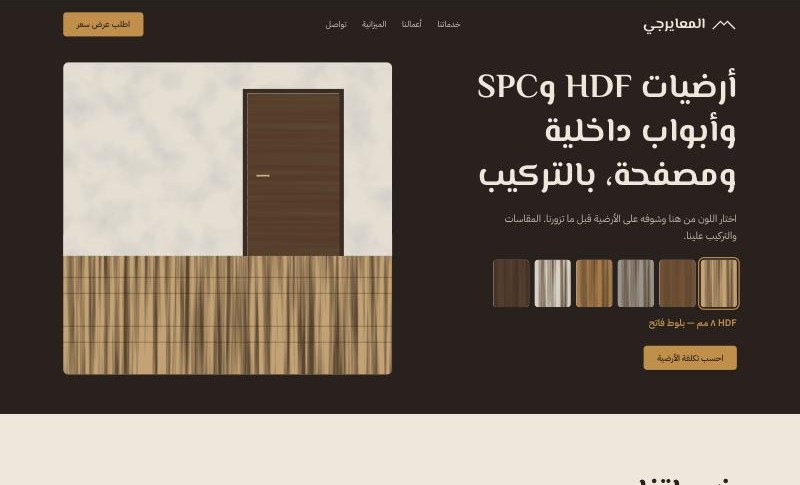 المعايرجي
خدماتنا
أعمالنا
الميزانية
تواصل
اطلب عرض سعر
أرضيات HDF وSPC
وأبواب داخلية
ومصفحة، بالتركيب
اختار اللون من هنا وشوفه على الأرضية قبل ما تزورنا. المقاسات
والتركيب علينا.
HDF ٨ مم — بلوط فاتح
احسب تكلفة الأرضية